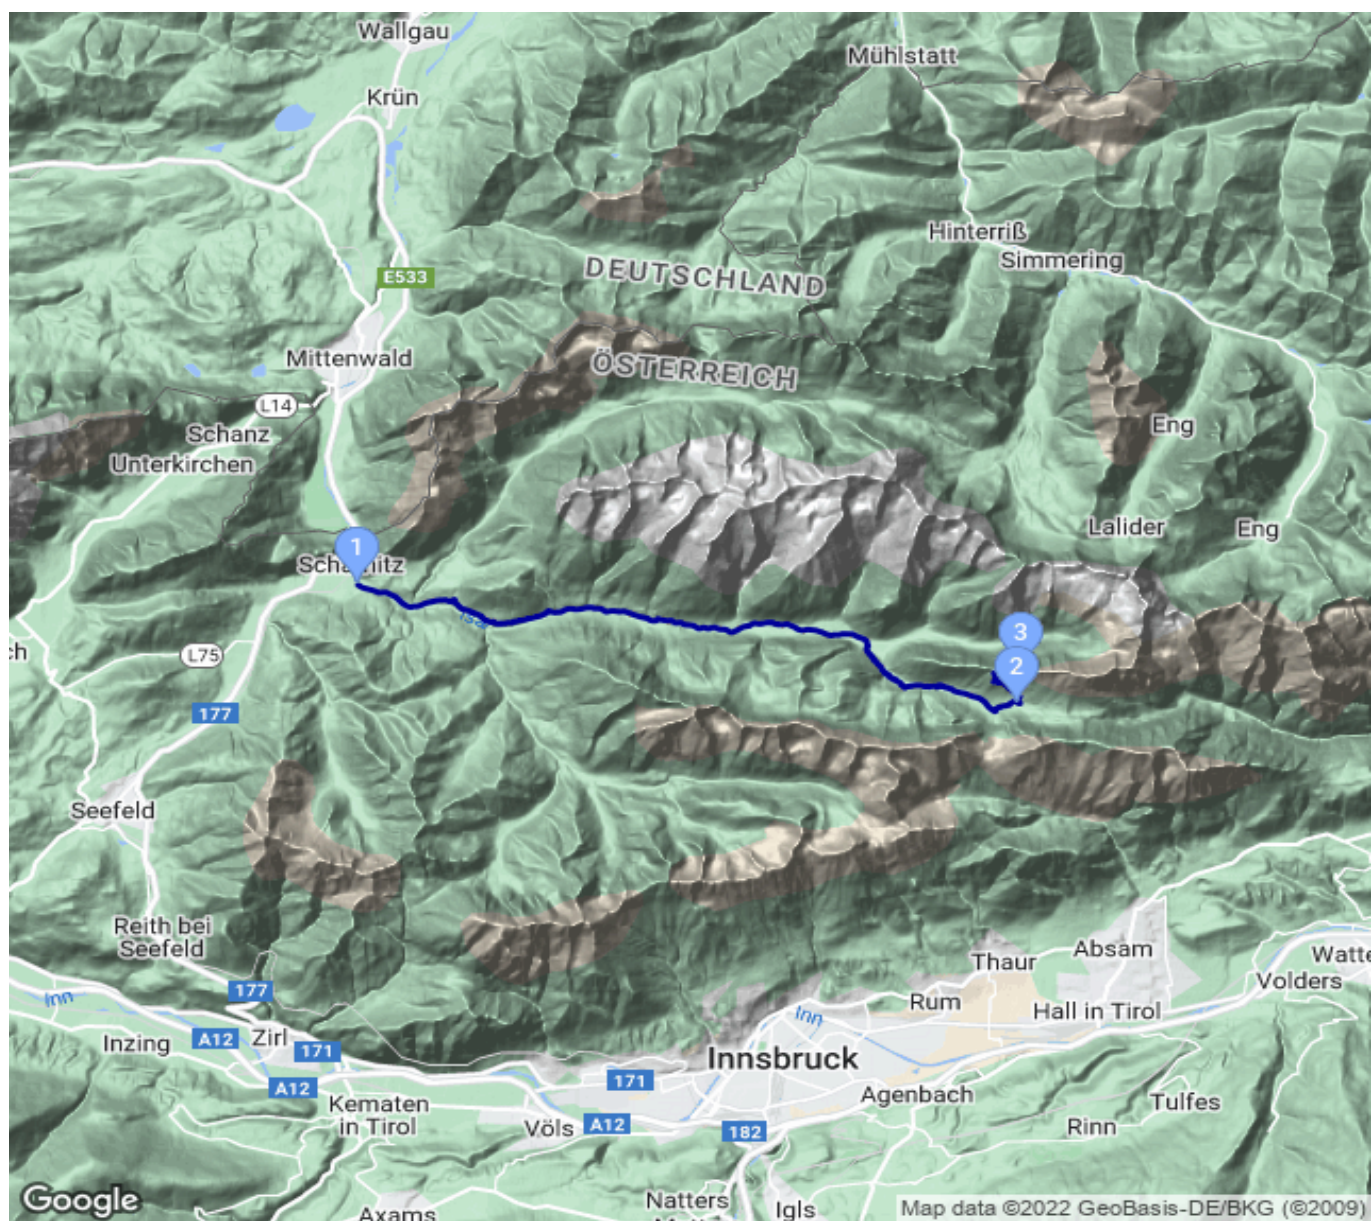 Wallgau
Mühlstatt
Krün
Hinterriß
Simmering
DEUTSCHLAND
E533
ÖSTERREICH
Mittenwald
L14
Schanz
Unterkirchen
Eng
Lalider
Eng
1
3
2
L75
177
Seefeld
Reith bei
Seefeld
Absam
Thaur
Volders
177
Inn
Rum
Hall in Tirol
Inn
A12
Zirl
171
Inzing
Innsbruck
A12
171
Agenbach
Kematen
in Tirol
Tulfes
Völs
A12
182
Rinn
Natters
Igls
Axams
Google
Map data ©2022 GeoBasis-DE/BKG (©2009)